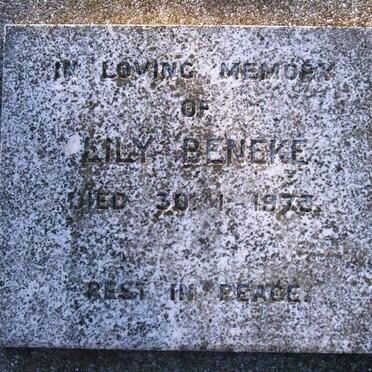 IN LOVING MEMORY
OF
LILY BENEKE
DIED 30-1-1973.
REST IN PEACE.